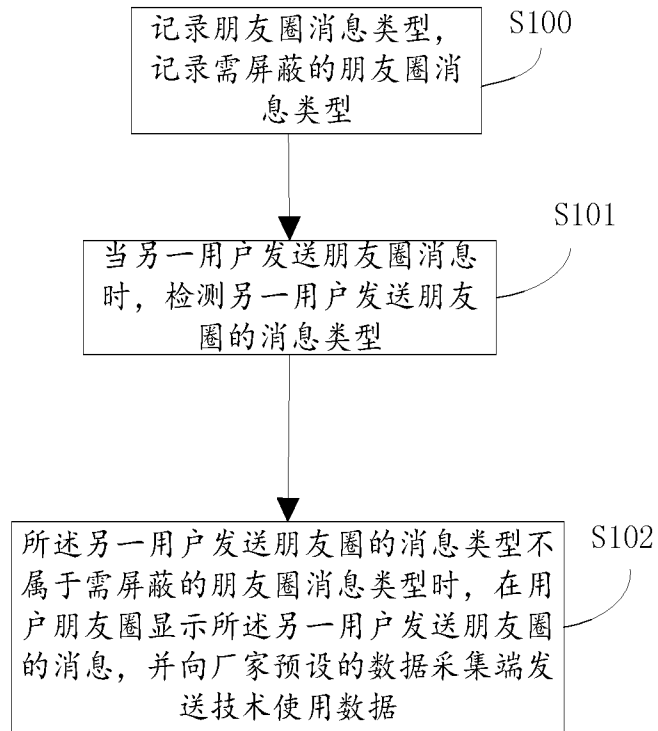 记录朋友圈消息类型，
记录需屏蔽的朋友圈消
息类型
S100
当另一用户发送朋友圈消息
时，检测另一用户发送朋友
圈的消息类型
S101
所述另一用户发送朋友圈的消息类型不
属于需屏蔽的朋友圈消息类型时，在用
户朋友圈显示所述另一用户发送朋友圈
的消息，并向厂家预设的数据采集端发
送技术使用数据
S102